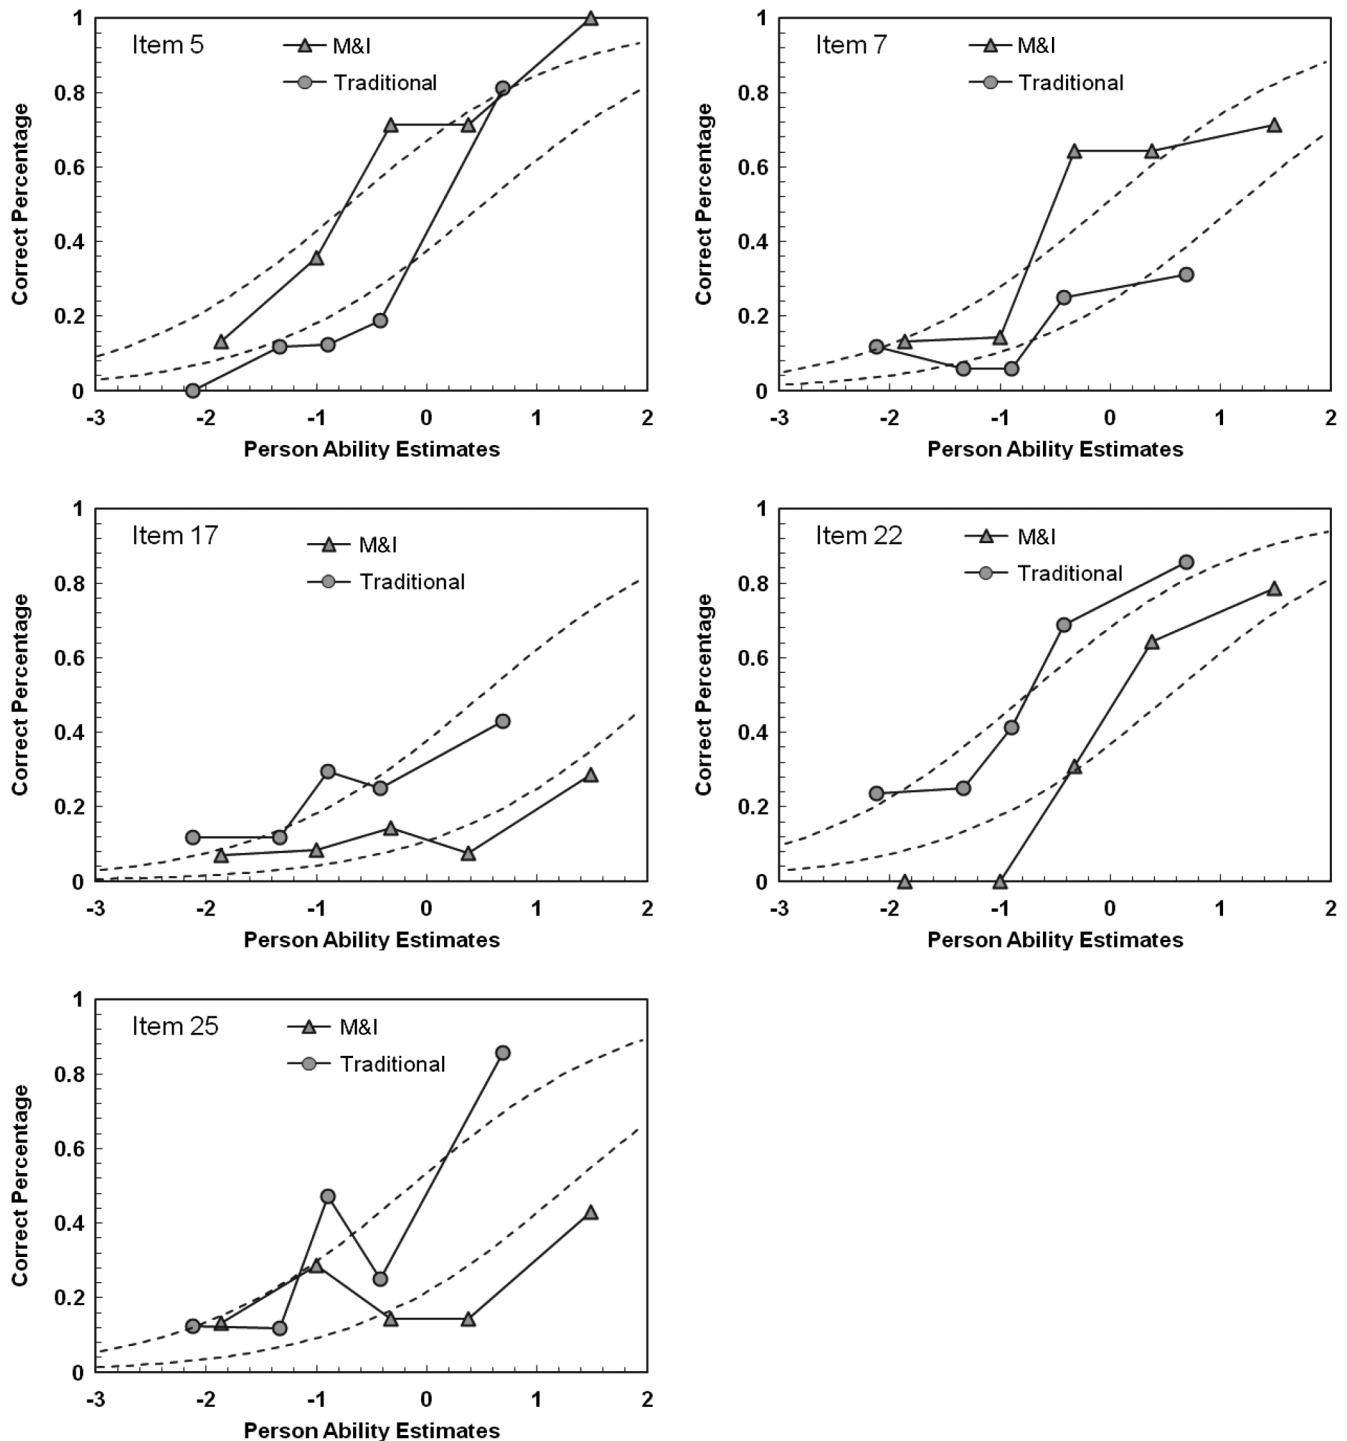 Item 5
M&I
Traditional
Correct Percentage
1
0.8
0.6
0.4
0.2
0
-3 -2 -1 0 1 2
Person Ability Estimates
Item 7
M&I
Traditional
Correct Percentage
1
0.8
0.6
0.4
0.2
0
-3 -2 -1 0 1 2
Person Ability Estimates
Item 17
M&I
Traditional
Correct Percentage
1
0.8
0.6
0.4
0.2
0
-3 -2 -1 0 1 2
Person Ability Estimates
Item 22
M&I
Traditional
Correct Percentage
1
0.8
0.6
0.4
0.2
0
-3 -2 -1 0 1 2
Person Ability Estimates
Item 25
M&I
Traditional
Correct Percentage
1
0.8
0.6
0.4
0.2
0
-3 -2 -1 0 1 2
Person Ability Estimates